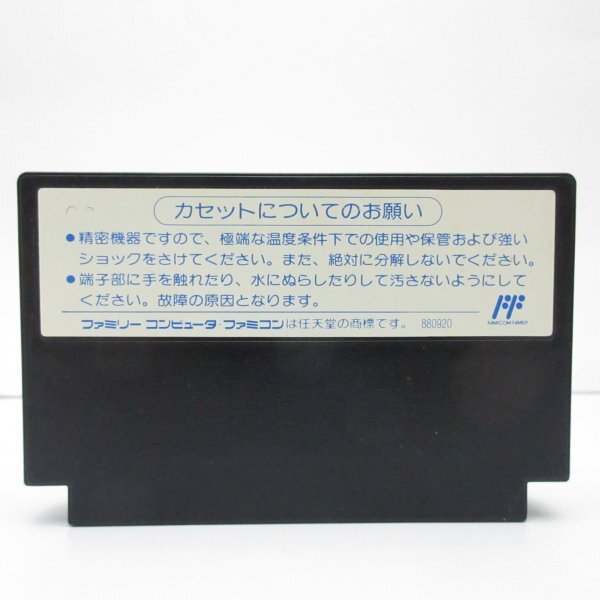 カセットについてのお願い
●精密機器ですので、極端な温度条件下での使用や保管および強い
ショックをさけてください。また、絶対に分解しないでください。
●端子部に手を触れたり、水にぬらしたりして汚さないようにして
ください。故障の原因となります。
ファミリー コンピュータ・ファミコンは任天堂の商標です。 880920
FF
FAMICOM FAMILY